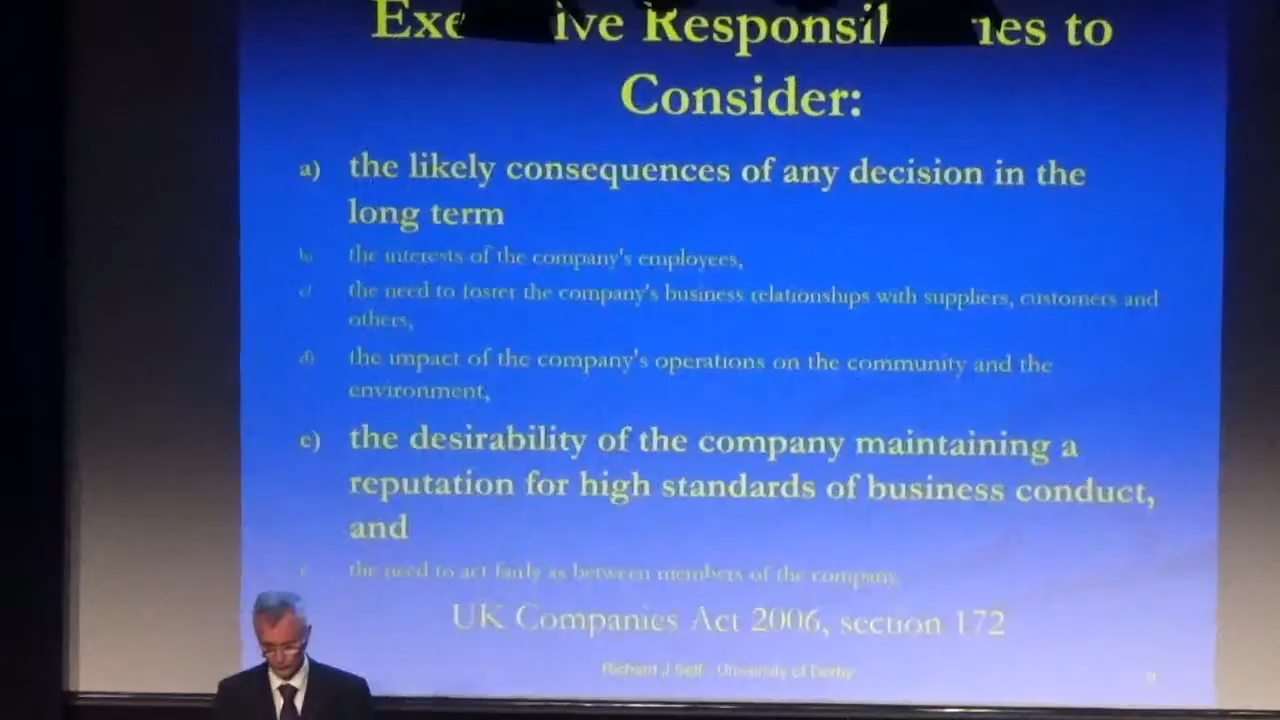 Exe ive Responsil ies to
Consider:
a) the likely consequences of any decision in the
long term
b) the interests of the company's employees,
c) the need to foster the company's business relationships with suppliers, customers and
others,
d) the impact of the company's operations on the community and the
environment,
e) the desirability of the company maintaining a
reputation for high standards of business conduct,
and
the need to act fairly as between members of the company
UK Companies Act 2006, section 172
Richard J Self - University of Derby
9